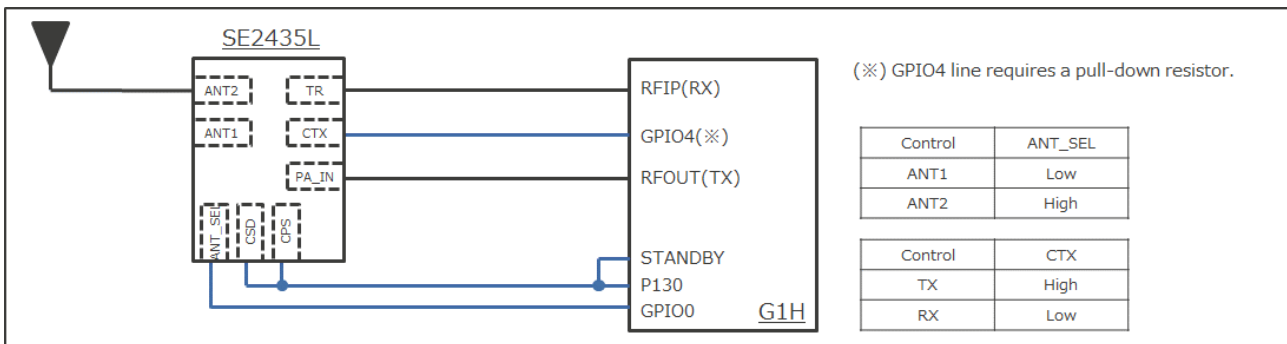 SE2435L
ANT2
TR
ANT1
CTX
PA_IN
ANT_SEL
CSD
CPS
RFIP(RX)
GPIO4(※)
RFOUT(TX)
STANDBY
P130
GPIO0
G1H
(※) GPIO4 line requires a pull-down resistor.
Control ANT_SEL
ANT1 Low
ANT2 High
Control CTX
TX High
RX Low